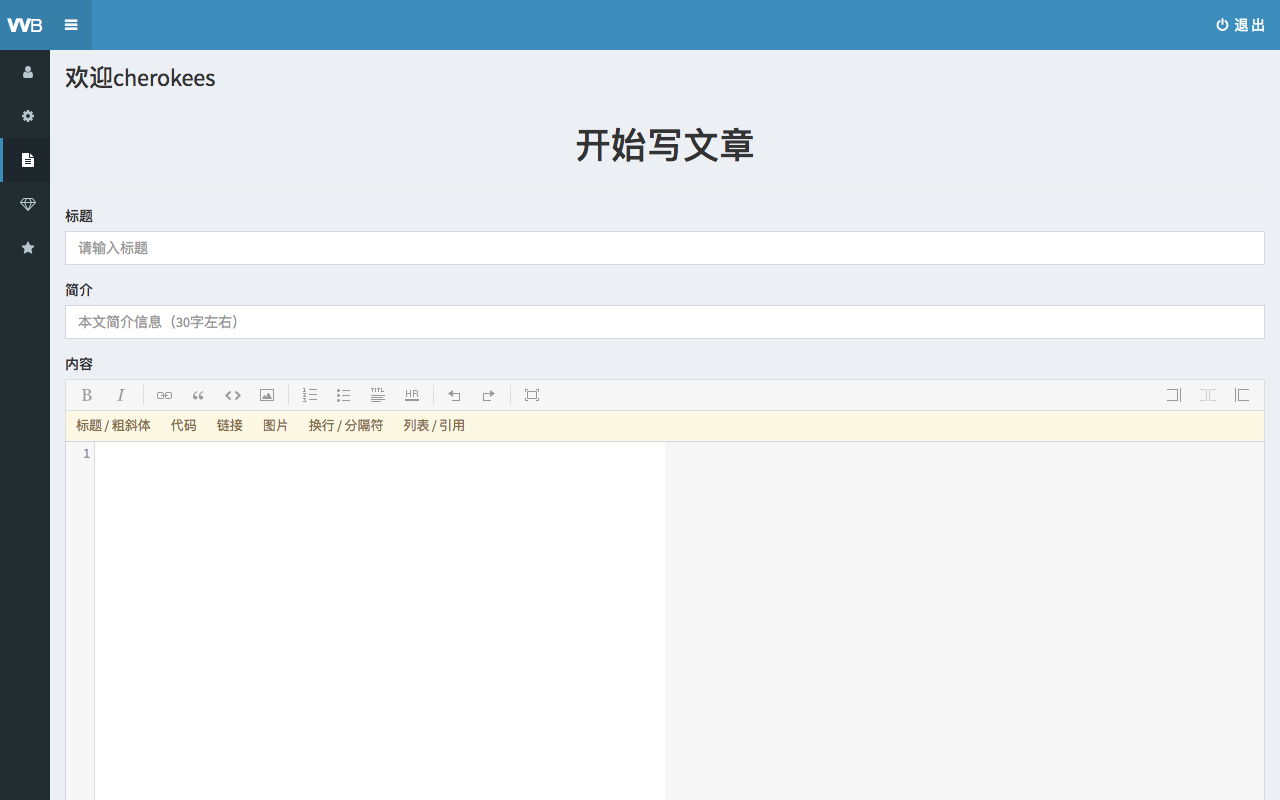 VVB
退出
欢迎cherokees
开始写文章
标题
请输入标题
简介
本文简介信息（30字左右）
内容
B I TITL HR
标题 / 粗斜体 代码 链接 图片 换行 / 分隔符 列表 / 引用
1